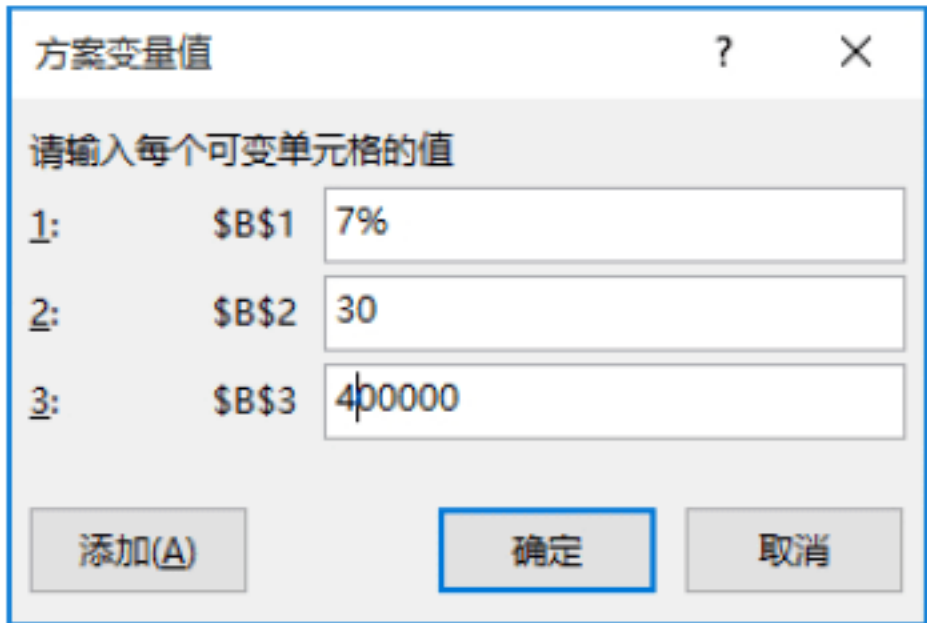 方案变量值 ? ×
请输入每个可变单元格的值
1: $B$1 7%
2: $B$2 30
3: $B$3 400000
添加(A) 确定 取消